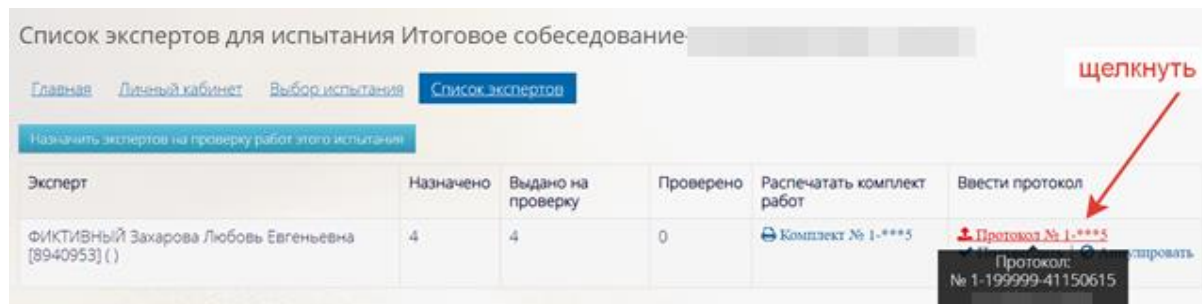 Список экспертов для испытания Итоговое собеседование-
щелкнуть
Главная Личный кабинет Выбор испытания Список экспертов
Назначить экспертов на проверку работ этого испытания
Эксперт Назначено Выдано на проверку Проверено Распечатать комплект работ Ввести протокол
ФИКТИВНЫЙ Захарова Любовь Евгеньевна 4 4 0 Комплект № 1-***5 Протокол № 1-***5
[8940953] ( )
Протокол:
№ 1-199999-41150615